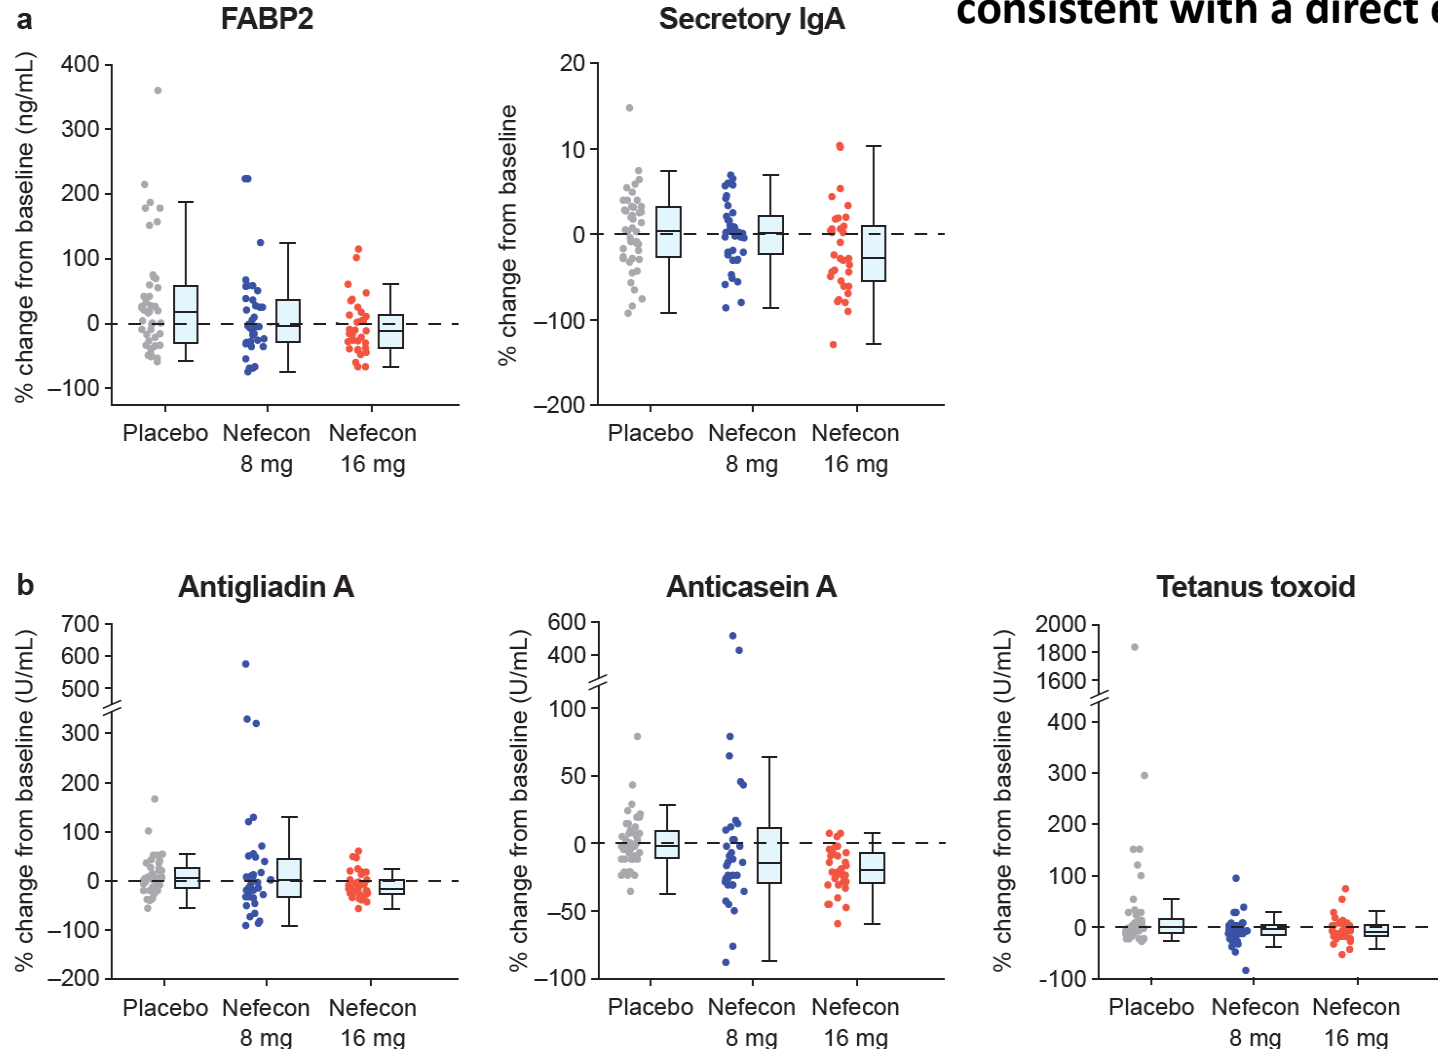 consistent with a direct
a
FABP2
Secretory IgA
% change from baseline (ng/mL)
400
300
200
100
0
–100
Placebo
Nefecon
8 mg
Nefecon
16 mg
% change from baseline
20
10
0
–100
–200
Placebo
Nefecon
8 mg
Nefecon
16 mg
b
Antigliadin A
Anticasein A
Tetanus toxoid
% change from baseline (U/mL)
700
600
500
300
200
100
0
–100
–200
Placebo
Nefecon
8 mg
Nefecon
16 mg
% change from baseline (U/mL)
600
400
100
50
0
–50
–100
Placebo
Nefecon
8 mg
Nefecon
16 mg
% change from baseline (U/mL)
2000
1800
1600
400
300
200
100
0
-100
Placebo
Nefecon
8 mg
Nefecon
16 mg